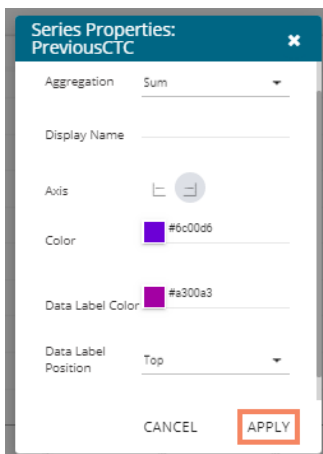 Series Properties:
PreviousCTC
Aggregation Sum
Display Name
Axis
Color #6c00d6
Data Label Color #a300a3
Data Label
Position Top
CANCEL APPLY